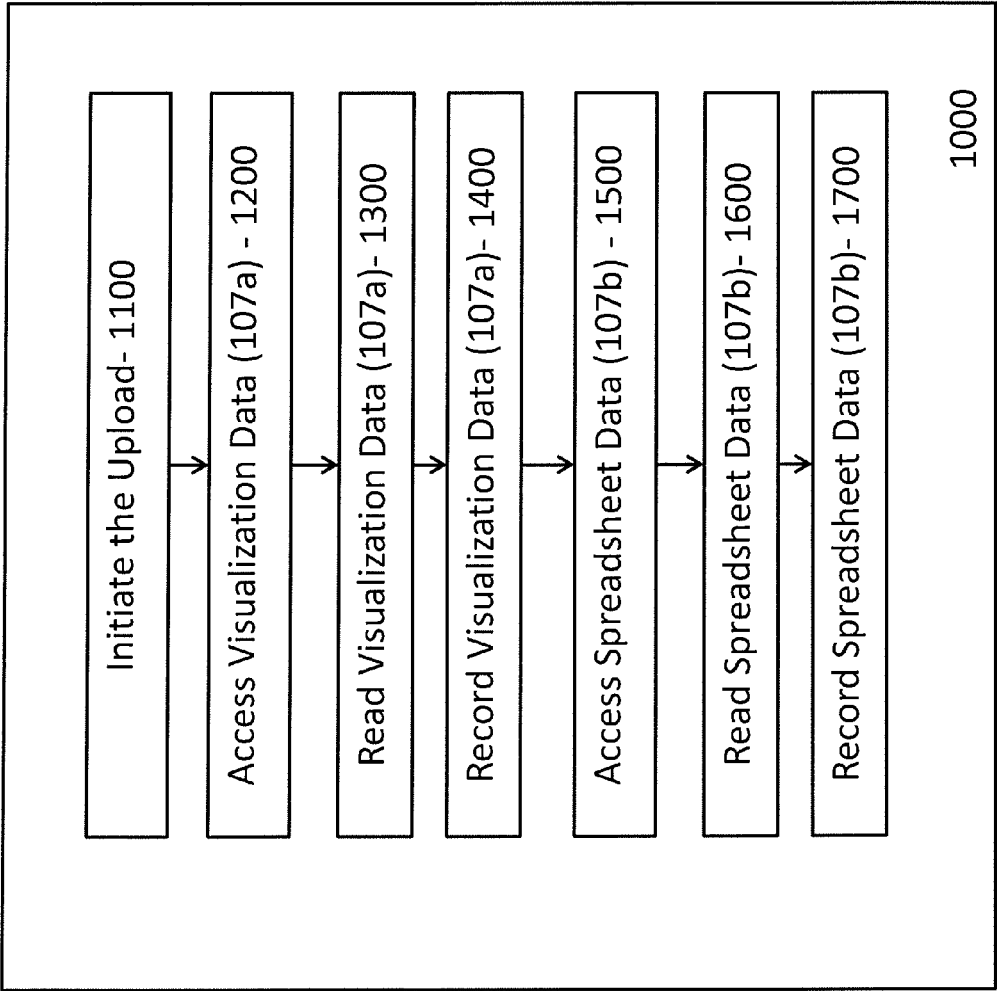 Initiate the Upload- 1100
Access Visualization Data (107a) - 1200
Read Visualization Data (107a)- 1300
Record Visualization Data (107a)- 1400
Access Spreadsheet Data (107b) - 1500
Read Spreadsheet Data (107b)- 1600
Record Spreadsheet Data (107b)- 1700
1000